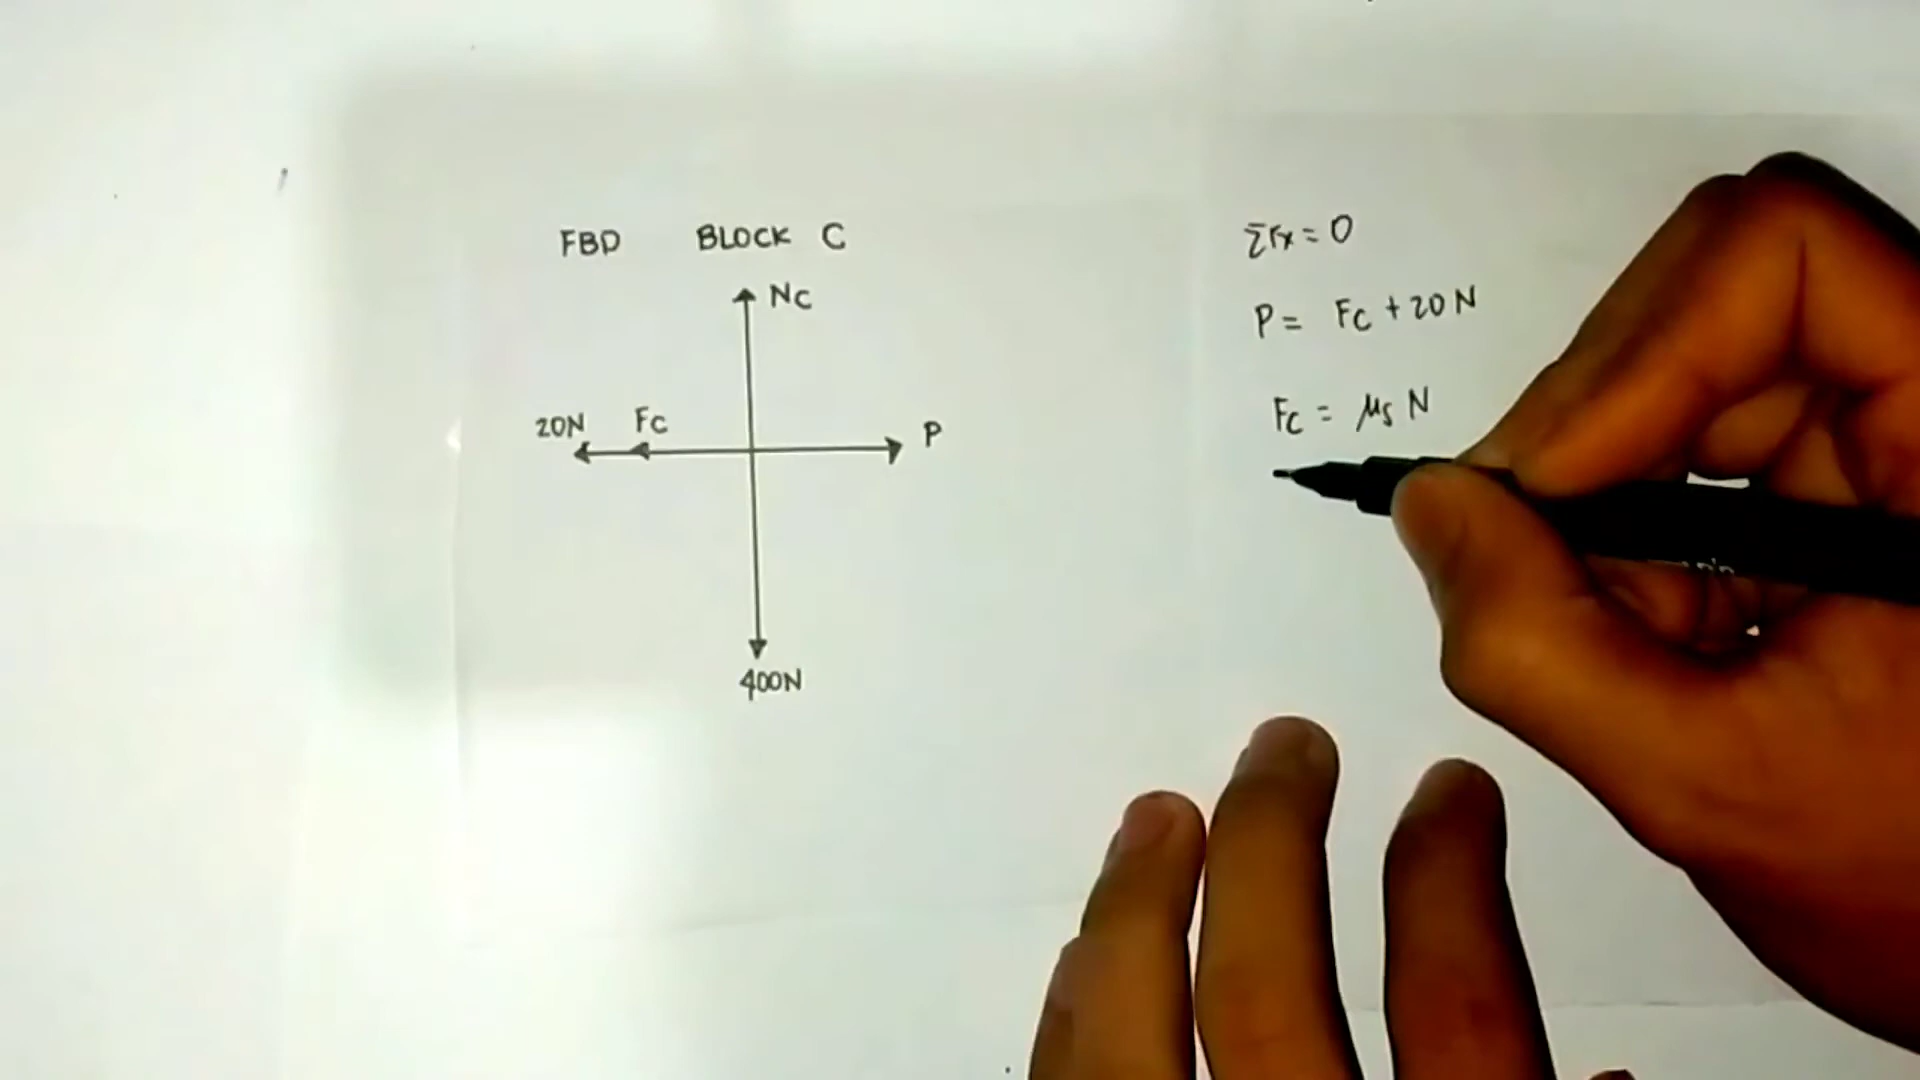 FBD BLOCK C
Nc
20N Fc P
400N
ΣFx = 0
P = Fc + 20 N
Fc = μs N